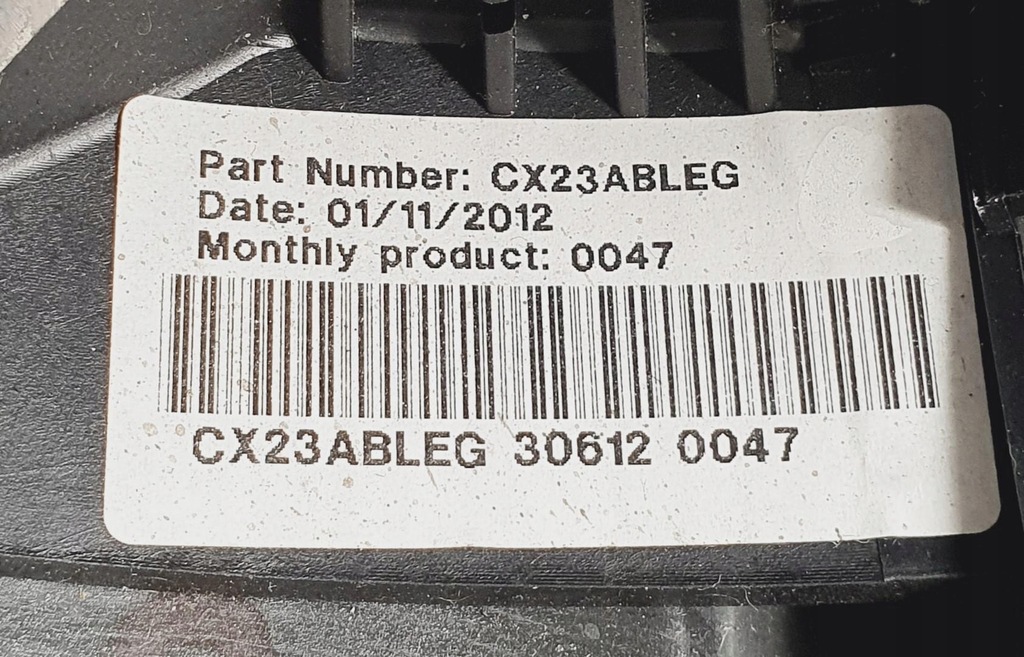 Part Number: CX23ABLEG
Date: 01/11/2012
Monthly product: 0047
CX23ABLEG 30612 0047